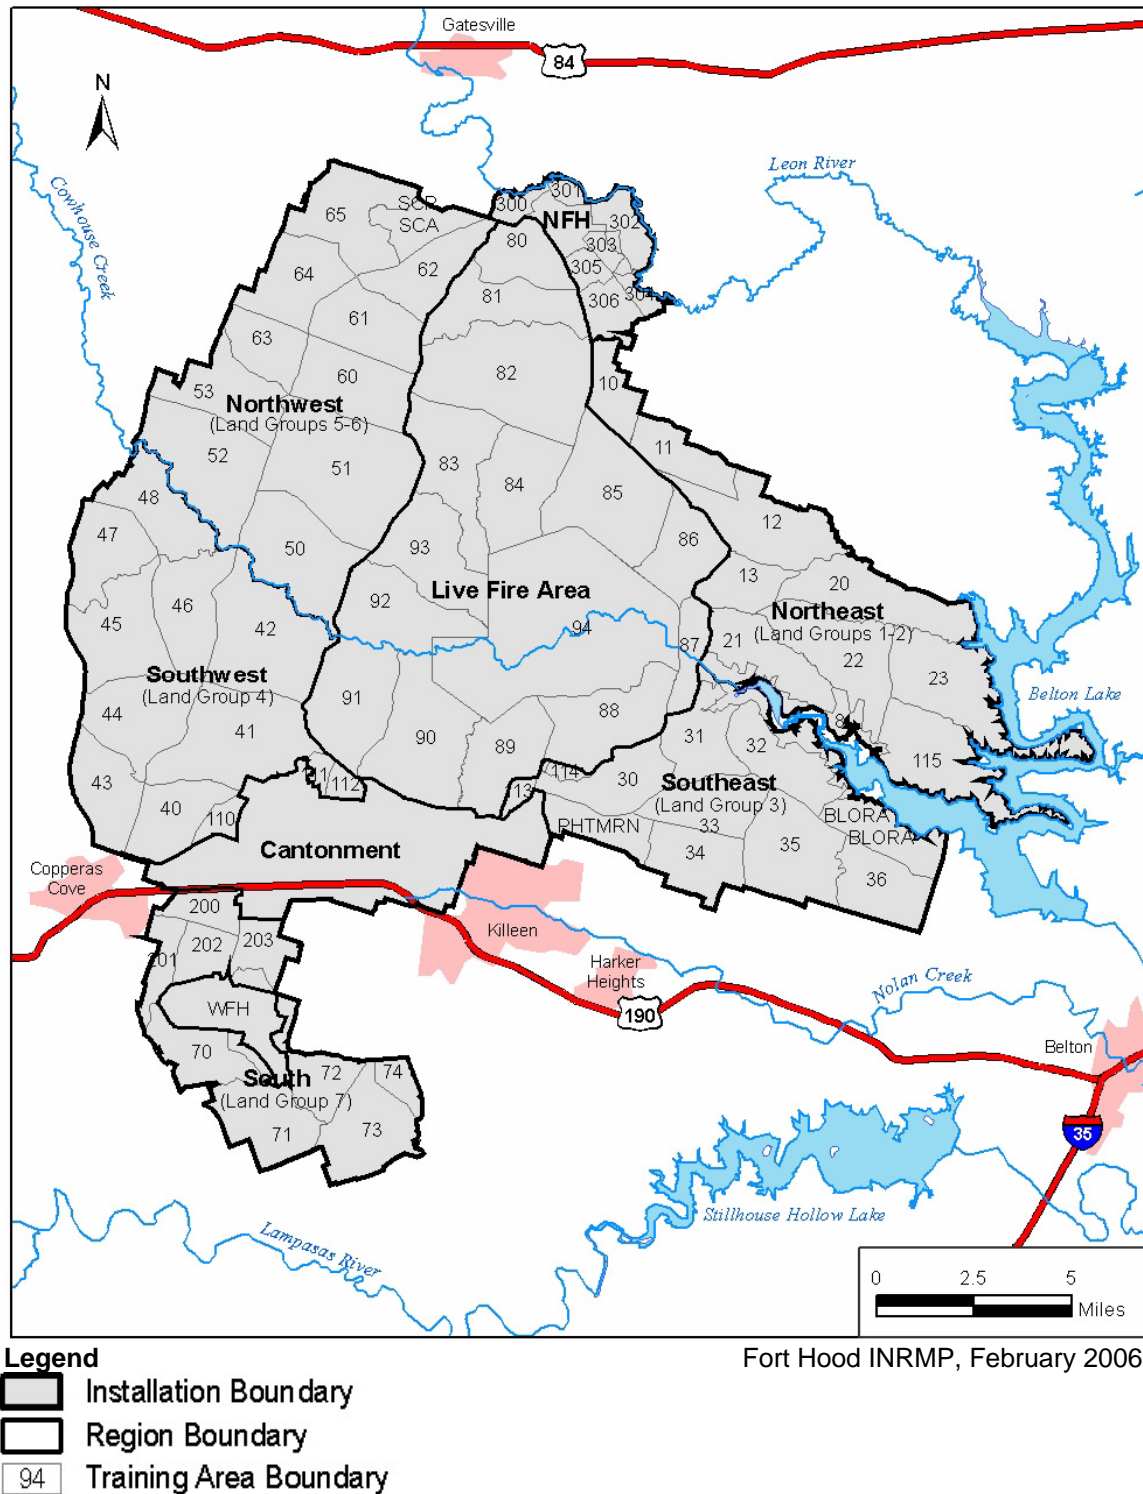 Gatesville
84
N
Leon River
Cowhouse Creek
301
300
SCA
65
NFH
302
80
303
305
62
64
81
306
61
63
82
60
10
53
Northwest
(Land Groups 5-6)
11
52
51
83
84
85
48
12
47
86
93
50
13
20
Live Fire Area
92
46
Northeast
(Land Groups 1-2)
45
42
94
21
87
22
Southwest
(Land Group 4)
23
Belton Lake
91
44
88
41
90
31
32
89
115
114
43
112
30
Southeast
(Land Group 3)
40
110
PHTMRN
33
BLORA
BLORA
35
34
Cantonment
Copperas
Cove
36
200
Killeen
202
203
201
Harker
Heights
Nolan Creek
190
WFH
Belton
70
72
74
South
(Land Group 7)
71
73
35
Stillhouse Hollow Lake
Lampasas River
0 2.5 5
Miles
Legend
Fort Hood INRMP, February 2006
Installation Boundary
Region Boundary
94 Training Area Boundary